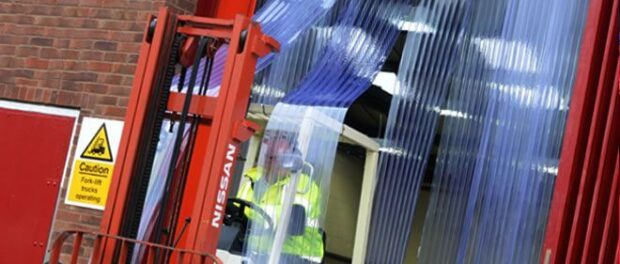 Caution
Fork-lift
trucks
operating
NISSAN